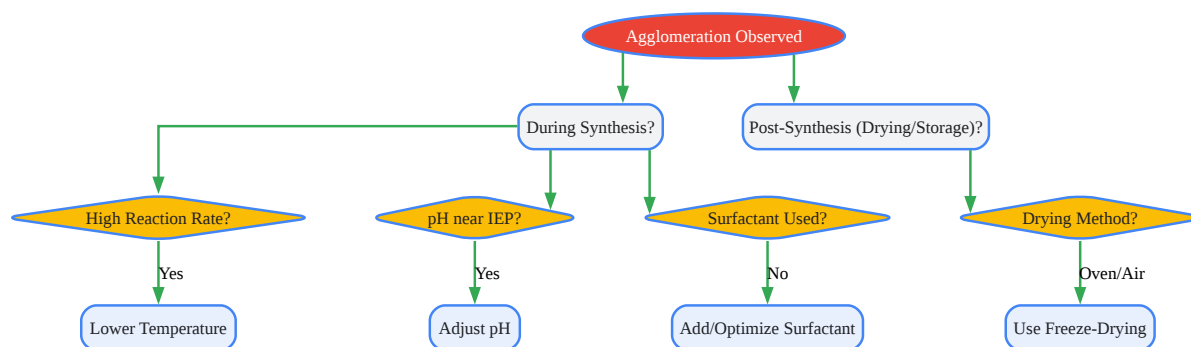 Agglomeration Observed
During Synthesis?
Post-Synthesis (Drying/Storage)?
High Reaction Rate?
pH near IEP?
Surfactant Used?
Drying Method?
Yes
Yes
No
Oven/Air
Lower Temperature
Adjust pH
Add/Optimize Surfactant
Use Freeze-Drying